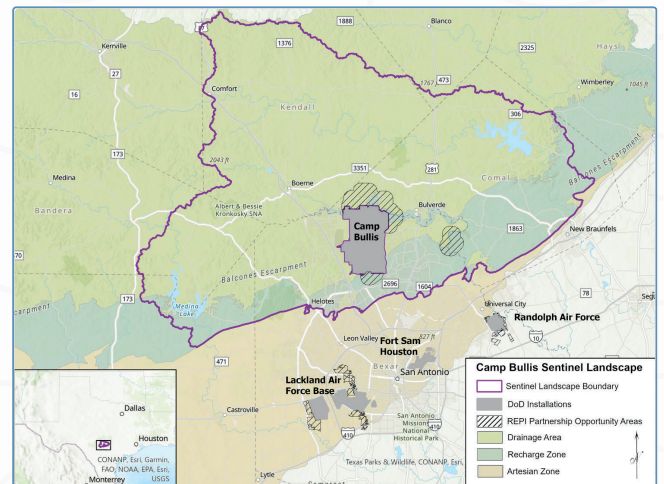 1888
Blanco
1376
Kerrville
2325
Hays
27
Comfort
1767
473
Wimberley
1045 ft
16
Kendall
306
173
2043 ft
3351
281
Comal
Balcones Escarpment
Medina
Boerne
Albert & Bessie
Kronkosky SNA
Bulverde
Bandera
Camp
Bullis
1863
New Braunfels
Balcones Escarpment
173
Medina
Lake
2696
1604
Helotes
Universal City
78
Randolph Air Force
10
471
Leon Valley
827 ft
Fort Sam
Houston
Bexar
San Antonio
Lackland Air
Force Base
Castroville
San Antonio
Missions
National
Historical Park
410
410
Lytle
Texas Parks & Wildlife, CONANP, Esri,
Dallas
Houston
CONANP, Esri, Garmin,
FAO, NOAA, EPA, Esri,
USGS
Monterrey
Camp Bullis Sentinel Landscape
Sentinel Landscape Boundary
DoD Installations
REPI Partnership Opportunity Areas
Drainage Area
Recharge Zone
Artesian Zone